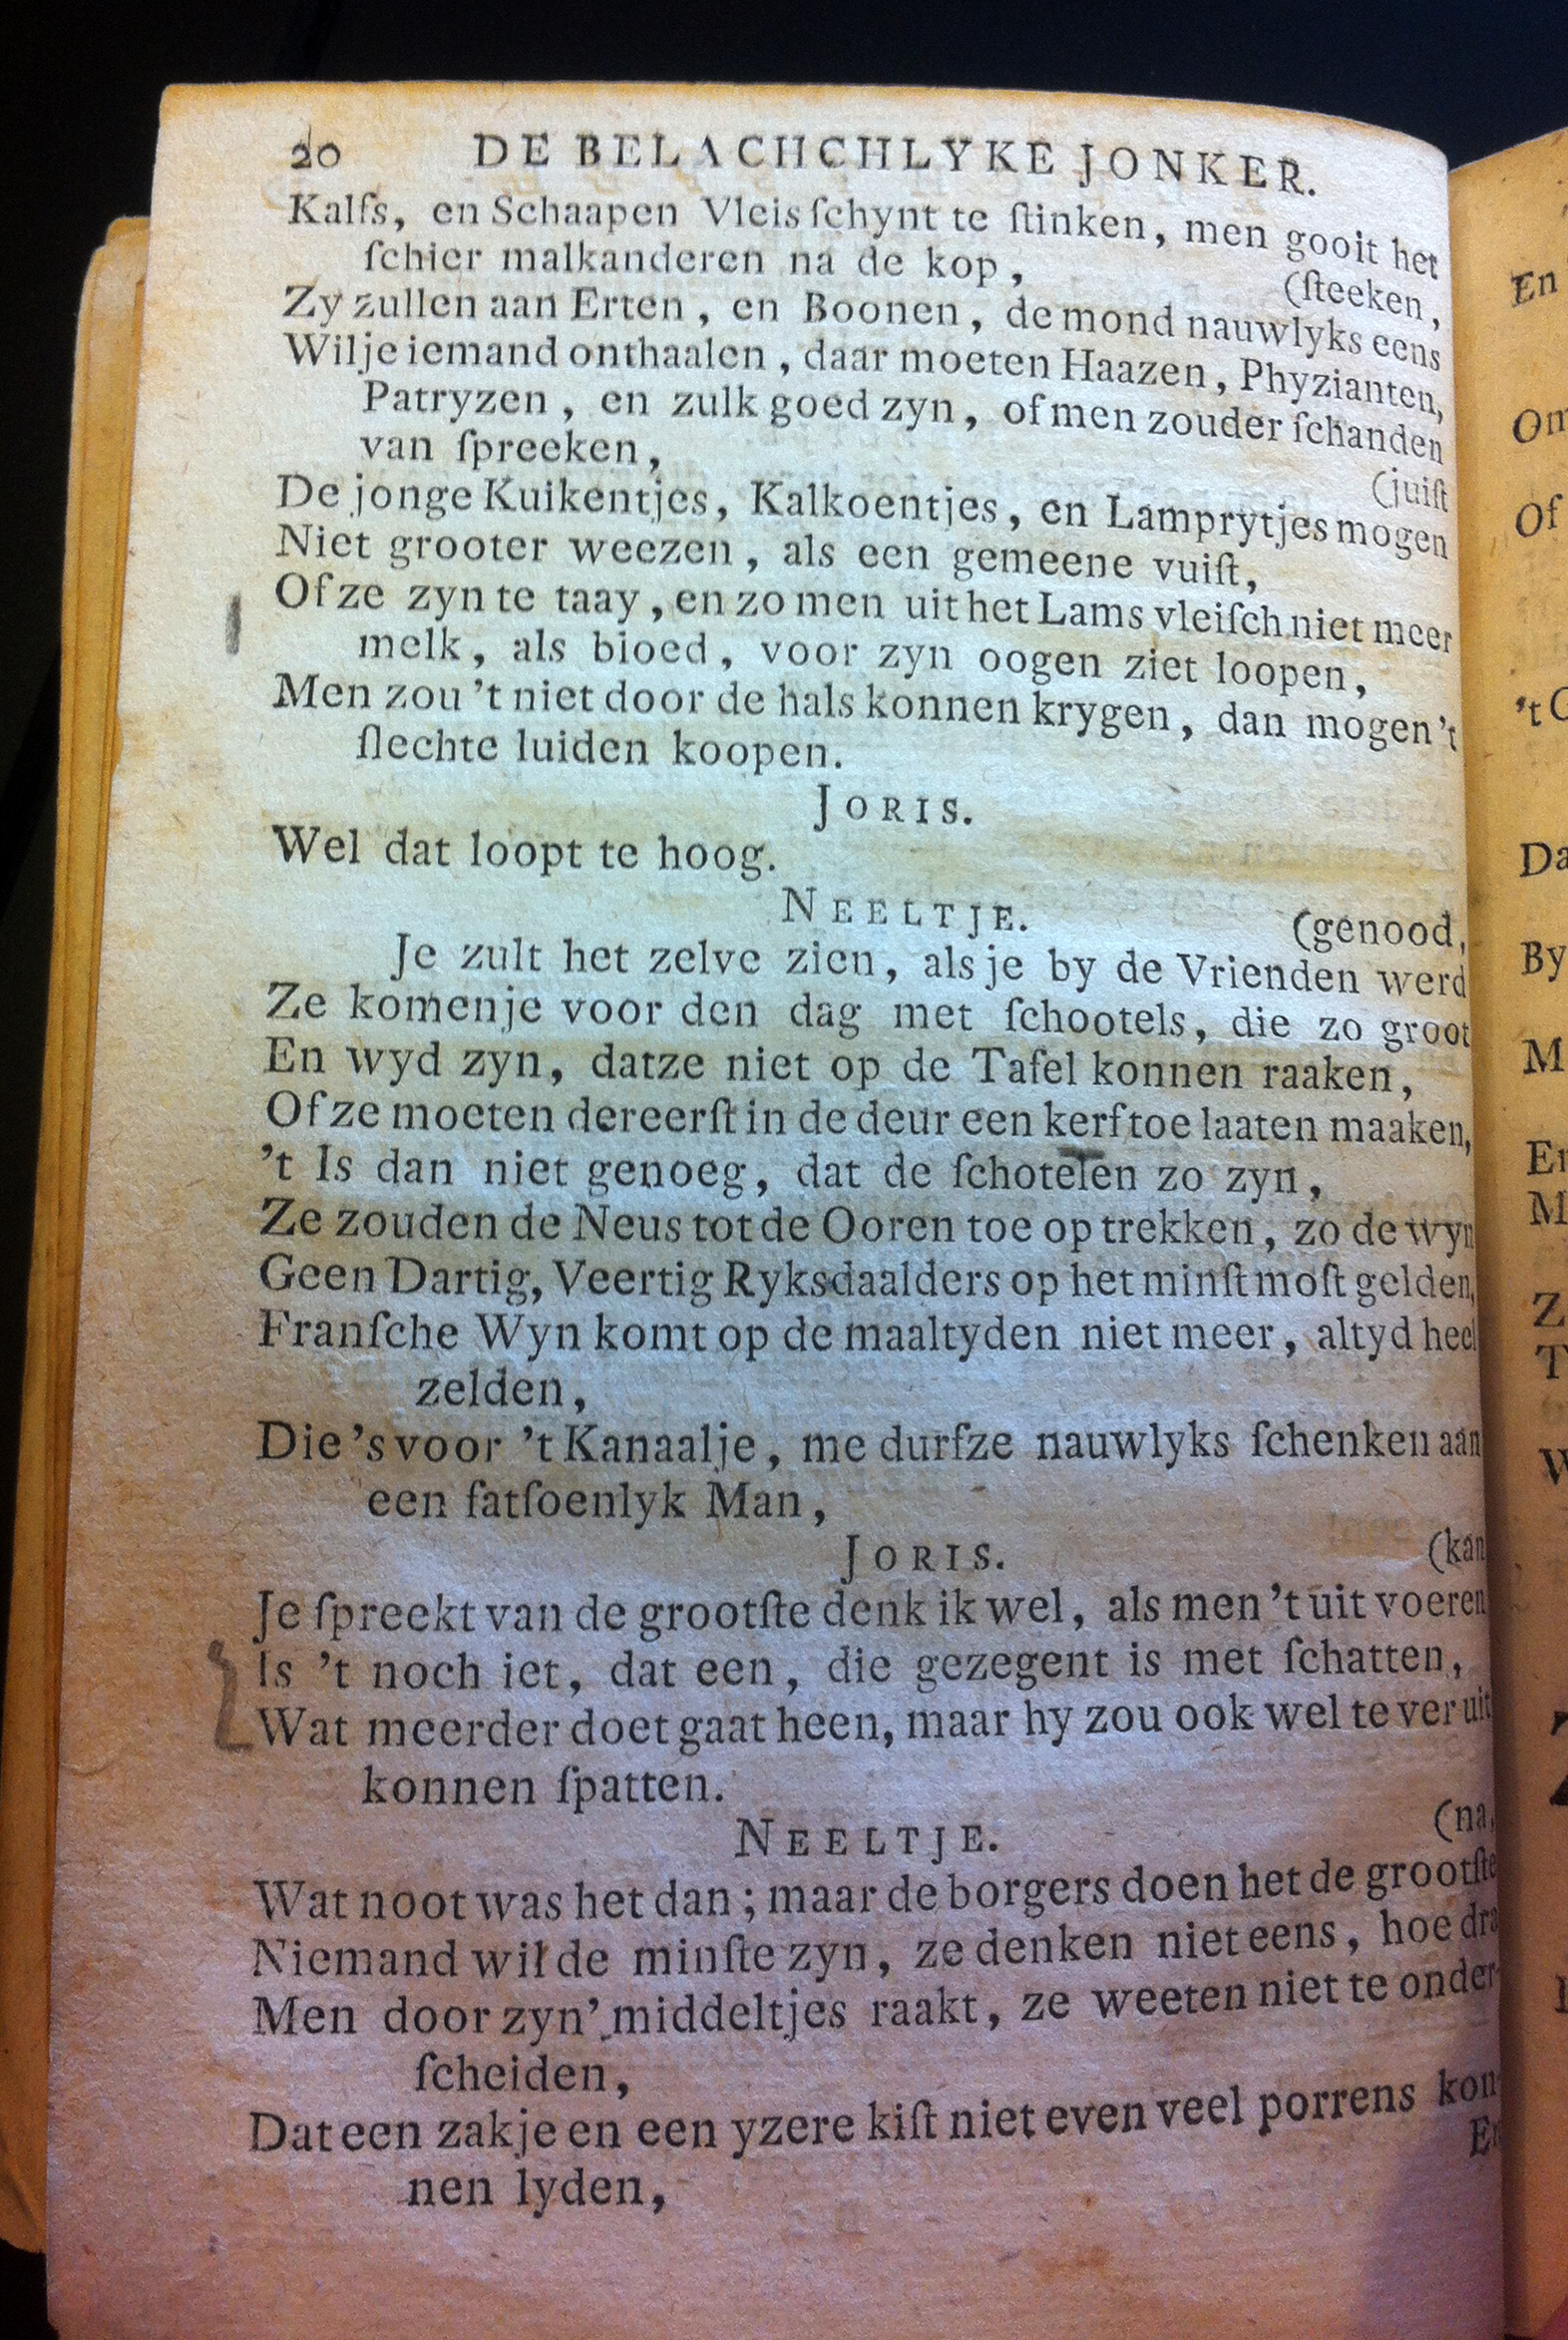 20 DE BELACHCHLYKE JONKER.
Kalfs, en Schaapen Vleis ſchynt te ſtinken, men gooit het
ſchier malkanderen na de kop,
(ſteeken,
Zy zullen aan Erten, en Boonen, de mond nauwlyks eens
Wil je iemand onthaalen, daar moeten Haazen, Phyzianten,
Patryzen, en zulk goed zyn, of men zouder ſchanden
van ſpreeken,
(juiſt
De jonge Kuikentjes, Kalkoentjes, en Lamprytjes mogen
Niet grooter weezen, als een gemeene vuiſt,
Of ze zyn te taay, en zo men uit het Lams vleiſch niet meer
melk, als bloed, voor zyn oogen ziet loopen,
Men zou 't niet door de hals konnen krygen, dan mogen 't
ſlechte luiden koopen.
JORIS.
Wel dat loopt te hoog.
NEELTJE.
(genood,
Je zult het zelve zien, als je by de Vrienden werd
Ze komenje voor den dag met ſchootels, die zo groot
En wyd zyn, datze niet op de Tafel konnen raaken,
Of ze moeten dereerſt in de deur een kerf toe laaten maaken,
't Is dan niet genoeg, dat de ſchotelen zo zyn,
Ze zouden de Neus tot de Ooren toe op trekken, zo de wyn
Geen Dartig, Veertig Ryksdaalders op het minſt moſt gelden,
Franſche Wyn komt op de maaltyden niet meer, altyd heel
zelden,
Die 's voor 't Kanaalje, me durfze nauwlyks ſchenken aan
een fatſoenlyk Man,
JORIS.
(kan
Je ſpreekt van de grootſte denk ik wel, als men 't uit voeren
Is 't noch iet, dat een, die gezegent is met ſchatten,
Wat meerder doet gaat heen, maar hy zou ook wel te ver uit
konnen ſpatten.
NEELTJE.
(na,
Wat noot was het dan; maar de borgers doen het de grootſte
Niemand wil de minſte zyn, ze denken niet eens, hoe dra
Men door zyn' middeltjes raakt, ze weeten niet te onder-
ſcheiden,
Dat een zakje en een yzere kiſt niet even veel porrens kon-
nen lyden,
En